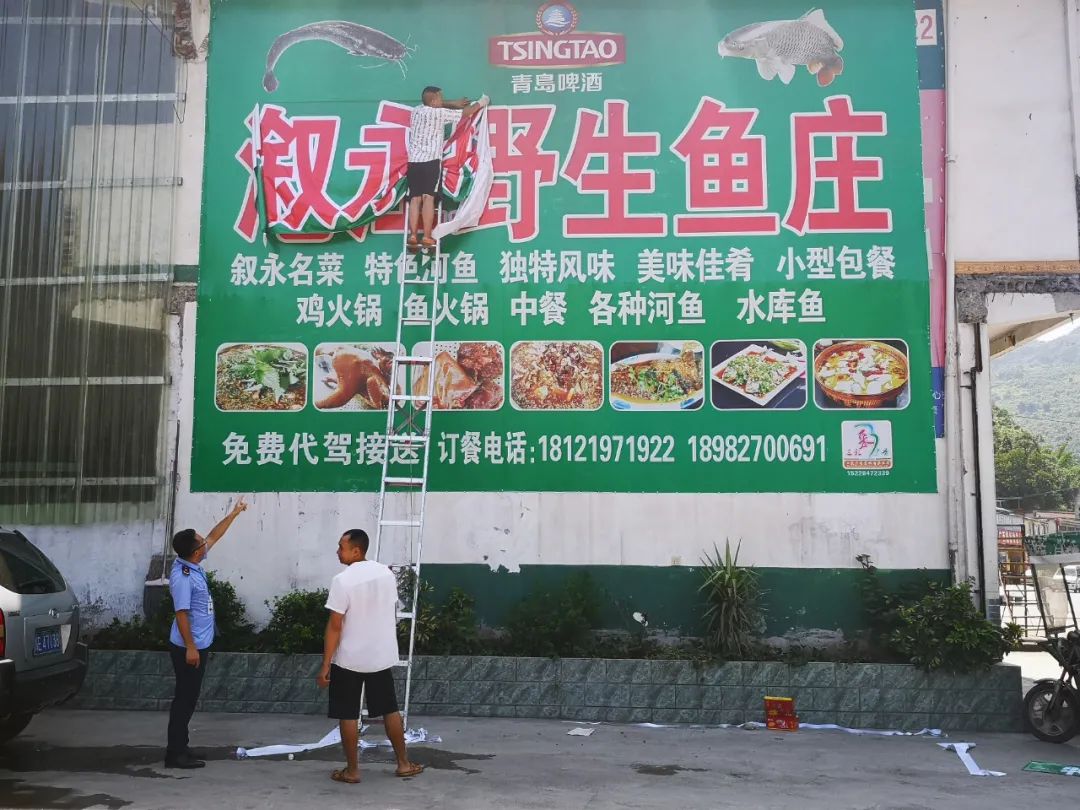 TSINGTAO
青岛啤酒
2
叙永野生鱼庄
叙永名菜 特色河鱼 独特风味 美味佳肴 小型包餐
鸡火锅 鱼火锅 中餐 各种河鱼 水库鱼
免费代驾接送 订餐电话:18121971922 18982700691